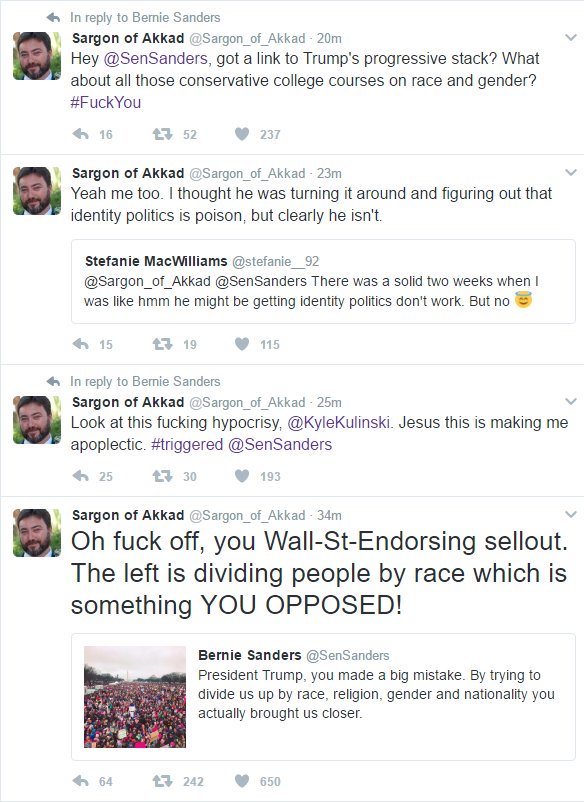 In reply to Bernie Sanders
Sargon of Akkad @Sargon_of_Akkad · 20m
Hey @SenSanders, got a link to Trump's progressive stack? What
about all those conservative college courses on race and gender?
#FuckYou
16 52 237
Sargon of Akkad @Sargon_of_Akkad · 23m
Yeah me too. I thought he was turning it around and figuring out that
identity politics is poison, but clearly he isn't.
Stefanie MacWilliams @stefanie__92
@Sargon_of_Akkad @SenSanders There was a solid two weeks when I
was like hmm he might be getting identity politics don't work. But no 😇
15 19 115
In reply to Bernie Sanders
Sargon of Akkad @Sargon_of_Akkad · 25m
Look at this fucking hypocrisy, @KyleKulinski. Jesus this is making me
apoplectic. #triggered @SenSanders
25 30 193
Sargon of Akkad @Sargon_of_Akkad · 34m
Oh fuck off, you Wall-St-Endorsing sellout.
The left is dividing people by race which is
something YOU OPPOSED!
Bernie Sanders @SenSanders
President Trump, you made a big mistake. By trying to
divide us up by race, religion, gender and nationality you
actually brought us closer.
64 242 650